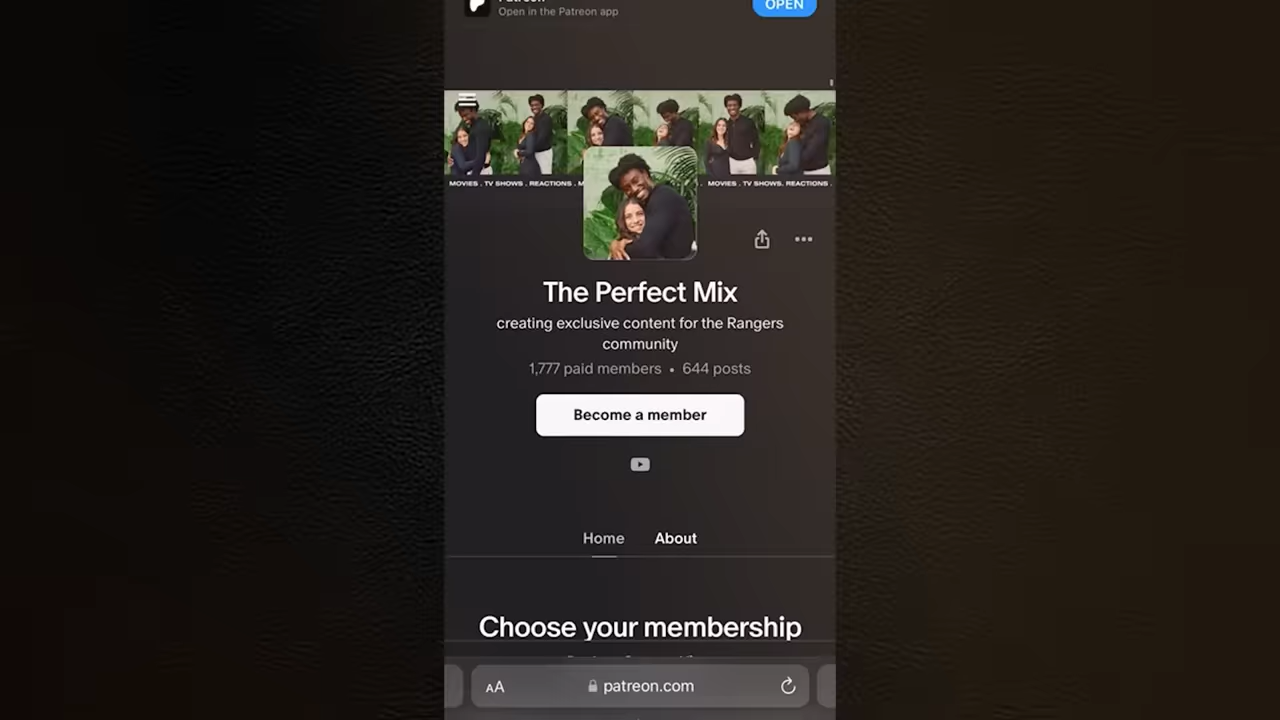 Open in the Patreon app
OPEN
MOVIES . TV SHOWS . REACTIONS . M
. MOVIES . TV SHOWS. REACTIONS .
The Perfect Mix
creating exclusive content for the Rangers
community
1,777 paid members • 644 posts
Become a member
Home About
Choose your membership
AA patreon.com